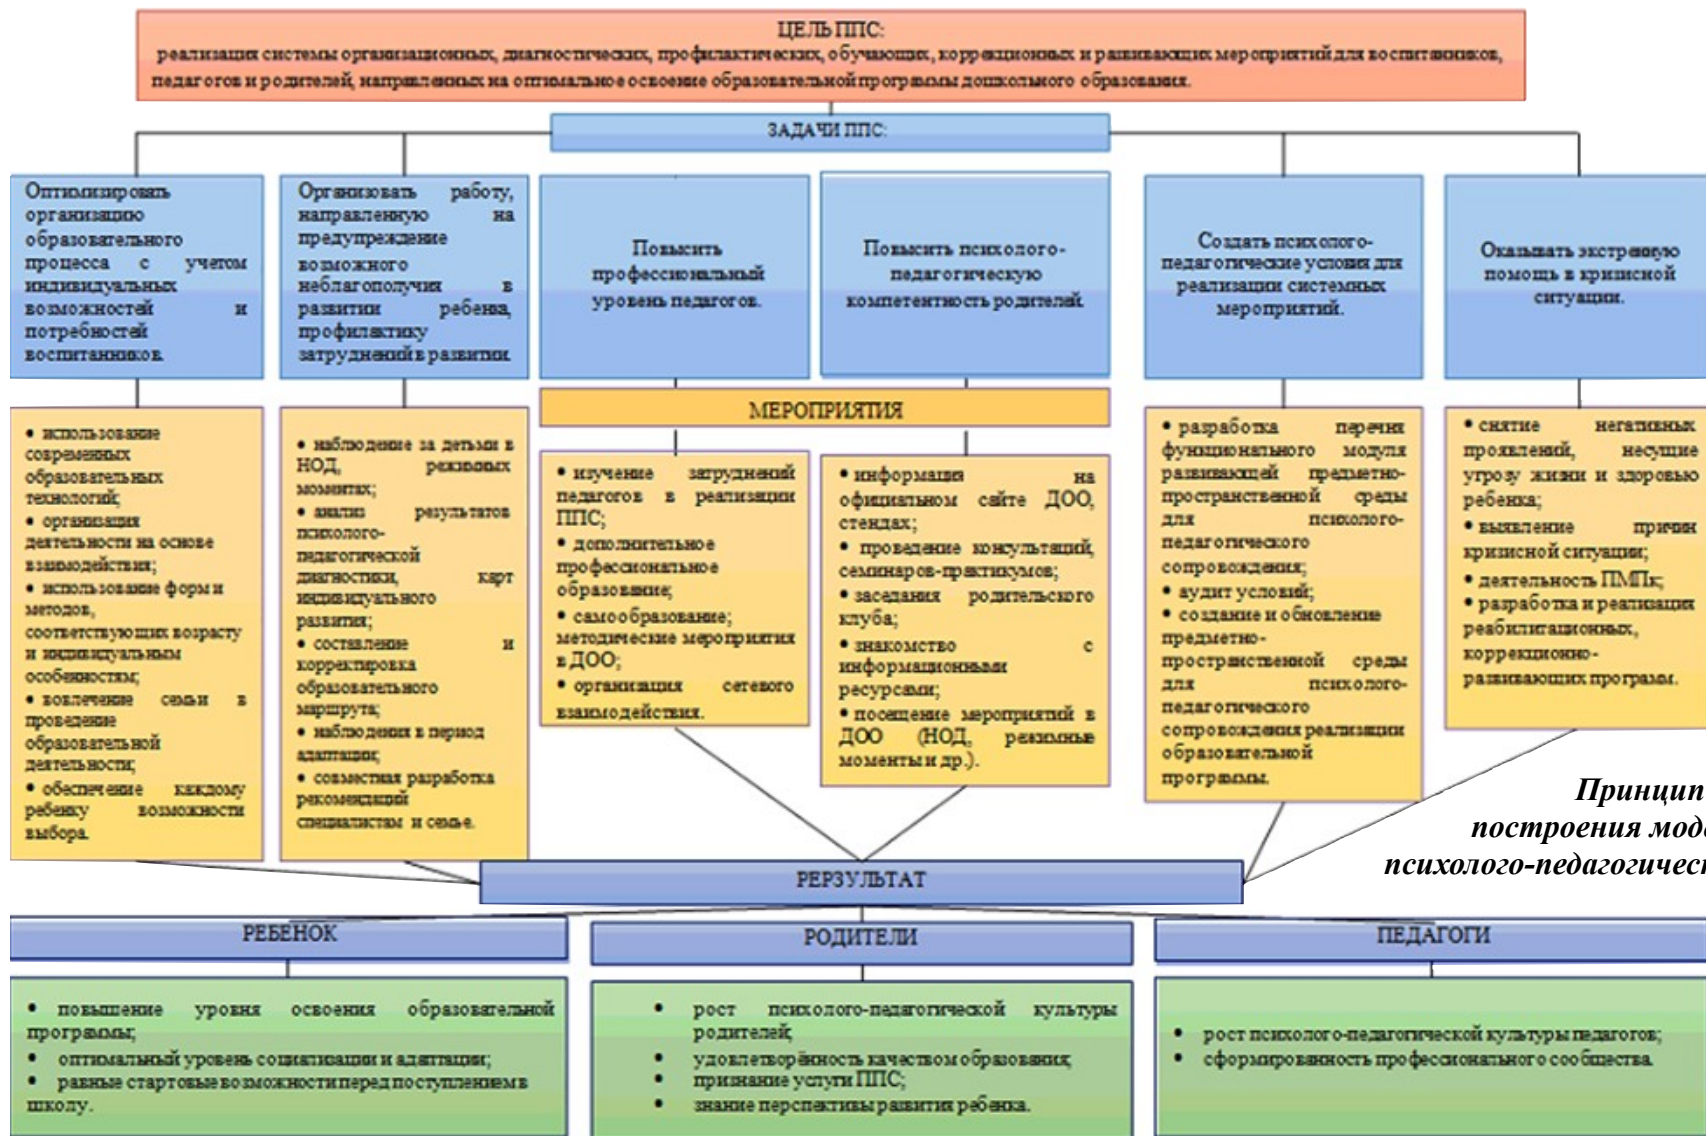 ЦЕЛЬ ППС:
реализация системы организационных, диагностических, профилактических, обучающих, коррекционных и развивающих мероприятий для воспитанников,
педагогов и родителей, направленных на оптимальное освоение образовательной программы дошкольного образования.
ЗАДАЧИ ППС:
Оптимизировать
организацию
образовательного
процесса с учетом
индивидуальных
возможностей и
потребностей
воспитанников.
Организовать работу,
направленную на
предупреждение
возможного
неблагополучия в
развитии ребенка,
профилактику
затруднений в развитии.
Повысить
профессиональный
уровень педагогов.
Повысить психолого-
педагогическую
компетентность родителей.
Создать психолого-
педагогические условия для
реализации системных
мероприятий.
Оказывать экстренную
помощь в кризисной
ситуации.
МЕРОПРИЯТИЯ
• использование
современных
образовательных
технологий;
• организация
деятельности на основе
взаимодействия;
• использование форм и
методов,
соответствующих возрасту
и индивидуальным
особенностям;
• вовлечение семьи в
проведение
образовательной
деятельности;
• обеспечение каждому
ребенку возможности
выбора.
• наблюдение за детьми в
НОД, режимных
моментах;
• анализ результатов
психолого-
педагогической
диагностики, карт
индивидуального
развития;
• составление и
корректировка
образовательного
маршрута;
• наблюдения в период
адаптации;
• совместная разработка
рекомендаций
специалистам и семье.
• изучение затруднений
педагогов в реализации
ППС;
• дополнительное
профессиональное
образование;
• самообразование;
методические мероприятия
в ДОО;
• организация сетевого
взаимодействия.
• информация на
официальном сайте ДОО,
стендах;
• проведение консультаций,
семинаров-практикумов;
• заседания родительского
клуба;
• знакомство с
информационными
ресурсами;
• посещение мероприятий в
ДОО (НОД, режимные
моменты и др.).
• разработка перечня
функционального модуля
развивающей предметно-
пространственной среды
для психолого-
педагогического
сопровождения;
• аудит условий;
• создание и обновление
предметно-
пространственной среды
для психолого-
педагогического
сопровождения реализации
образовательной
программы.
• снятие негативных
проявлений, несущие
угрозу жизни и здоровью
ребенка;
• выявление причин
кризисной ситуации;
• деятельность ПМПк;
• разработка и реализация
реабилитационных,
коррекционно-
развивающих программ.
Принцип
построения мод
психолого-педагогическ
РЕРЗУЛЬТАТ
РЕБЕНОК
РОДИТЕЛИ
ПЕДАГОГИ
• повышение уровня освоения образовательной
программы;
• оптимальный уровень социализации и адаптации;
• равные стартовые возможности перед поступлением в
школу.
• рост психолого-педагогической культуры
родителей;
• удовлетворённость качеством образования;
• признание услуги ППС;
• знание перспективы развития ребенка.
• рост психолого-педагогической культуры педагогов;
• сформированность профессионального сообщества.